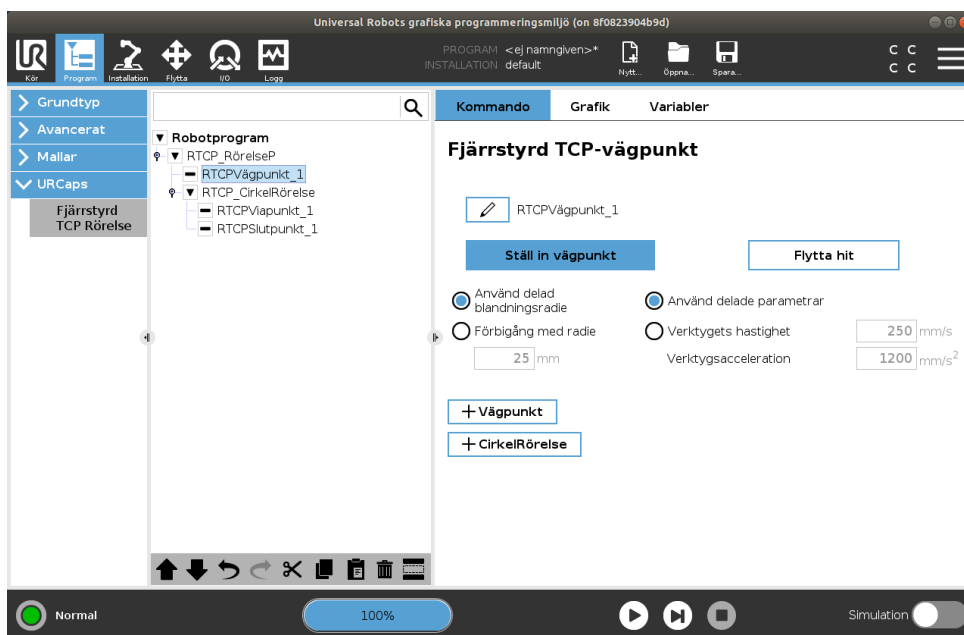 Universal Robots grafiska programmeringsmiljö (on 8f0823904b9d)
PROGRAM <ej namngiven>*
INSTALLATION default
Kör
Program
Installation
Flytta
I/O
Logg
Nytt...
Öppna...
Spara...
C C
C C
Grundtyp
Avancerat
Mallar
URCaps
Fjärrstyrd
TCP Rörelse
Robotprogram
RTCP_RörelseP
RTCPVägpunkt_1
RTCP_CirkelRörelse
RTCPViapunkt_1
RTCPSlutpunkt_1
Kommando Grafik Variabler
Fjärrstyrd TCP-vägpunkt
RTCPVägpunkt_1
Ställ in vägpunkt Flytta hit
Använd delad
blandningsradie
Använd delade parametrar
Förbigång med radie
Verktygets hastighet 250 mm/s
25 mm
Verktygsacceleration 1200 mm/s²
+Vägpunkt
+CirkelRörelse
Normal 100% Simulation